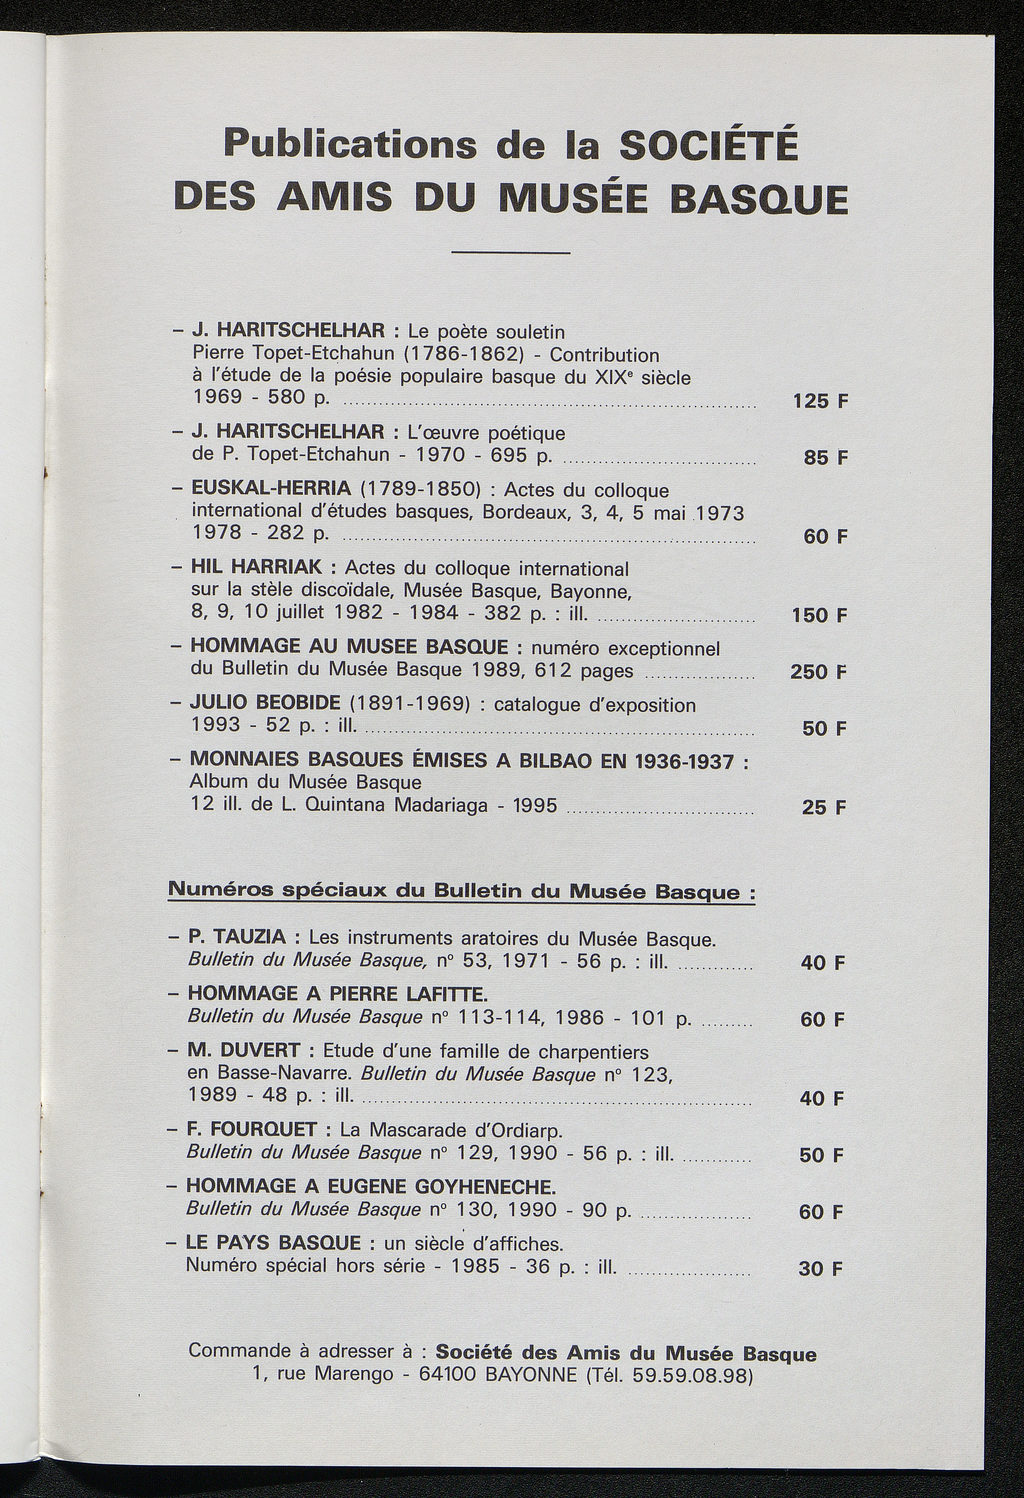 Publications de la SOCIÉTÉ
DES AMIS DU MUSÉE BASQUE
– J. HARITSCHELHAR : Le poète souletin
Pierre Topet-Etchahun (1786-1862) - Contribution
à l'étude de la poésie populaire basque du XIXe siècle
1969 - 580 p. ........................................ 125 F
– J. HARITSCHELHAR : L'œuvre poétique
de P. Topet-Etchahun - 1970 - 695 p. .................... 85 F
– EUSKAL-HERRIA (1789-1850) : Actes du colloque
international d'études basques, Bordeaux, 3, 4, 5 mai 1973
1978 - 282 p. ........................................ 60 F
– HIL HARRIAK : Actes du colloque international
sur la stèle discoïdale, Musée Basque, Bayonne,
8, 9, 10 juillet 1982 - 1984 - 382 p. : ill. .................... 150 F
– HOMMAGE AU MUSEE BASQUE : numéro exceptionnel
du Bulletin du Musée Basque 1989, 612 pages .............. 250 F
– JULIO BEOBIDE (1891-1969) : catalogue d'exposition
1993 - 52 p. : ill. ........................................ 50 F
– MONNAIES BASQUES ÉMISES A BILBAO EN 1936-1937 :
Album du Musée Basque
12 ill. de L. Quintana Madariaga - 1995 .................... 25 F
Numéros spéciaux du Bulletin du Musée Basque :
– P. TAUZIA : Les instruments aratoires du Musée Basque.
Bulletin du Musée Basque, n° 53, 1971 - 56 p. : ill. ............. 40 F
– HOMMAGE A PIERRE LAFITTE.
Bulletin du Musée Basque n° 113-114, 1986 - 101 p. ......... 60 F
– M. DUVERT : Etude d'une famille de charpentiers
en Basse-Navarre. Bulletin du Musée Basque n° 123,
1989 - 48 p. : ill. ........................................ 40 F
– F. FOURQUET : La Mascarade d'Ordiarp.
Bulletin du Musée Basque n° 129, 1990 - 56 p. : ill. ............ 50 F
– HOMMAGE A EUGENE GOYHENECHE.
Bulletin du Musée Basque n° 130, 1990 - 90 p. .................. 60 F
– LE PAYS BASQUE : un siècle d'affiches.
Numéro spécial hors série - 1985 - 36 p. : ill. .................... 30 F
Commande à adresser à : Société des Amis du Musée Basque
1, rue Marengo - 64100 BAYONNE (Tél. 59.59.08.98)